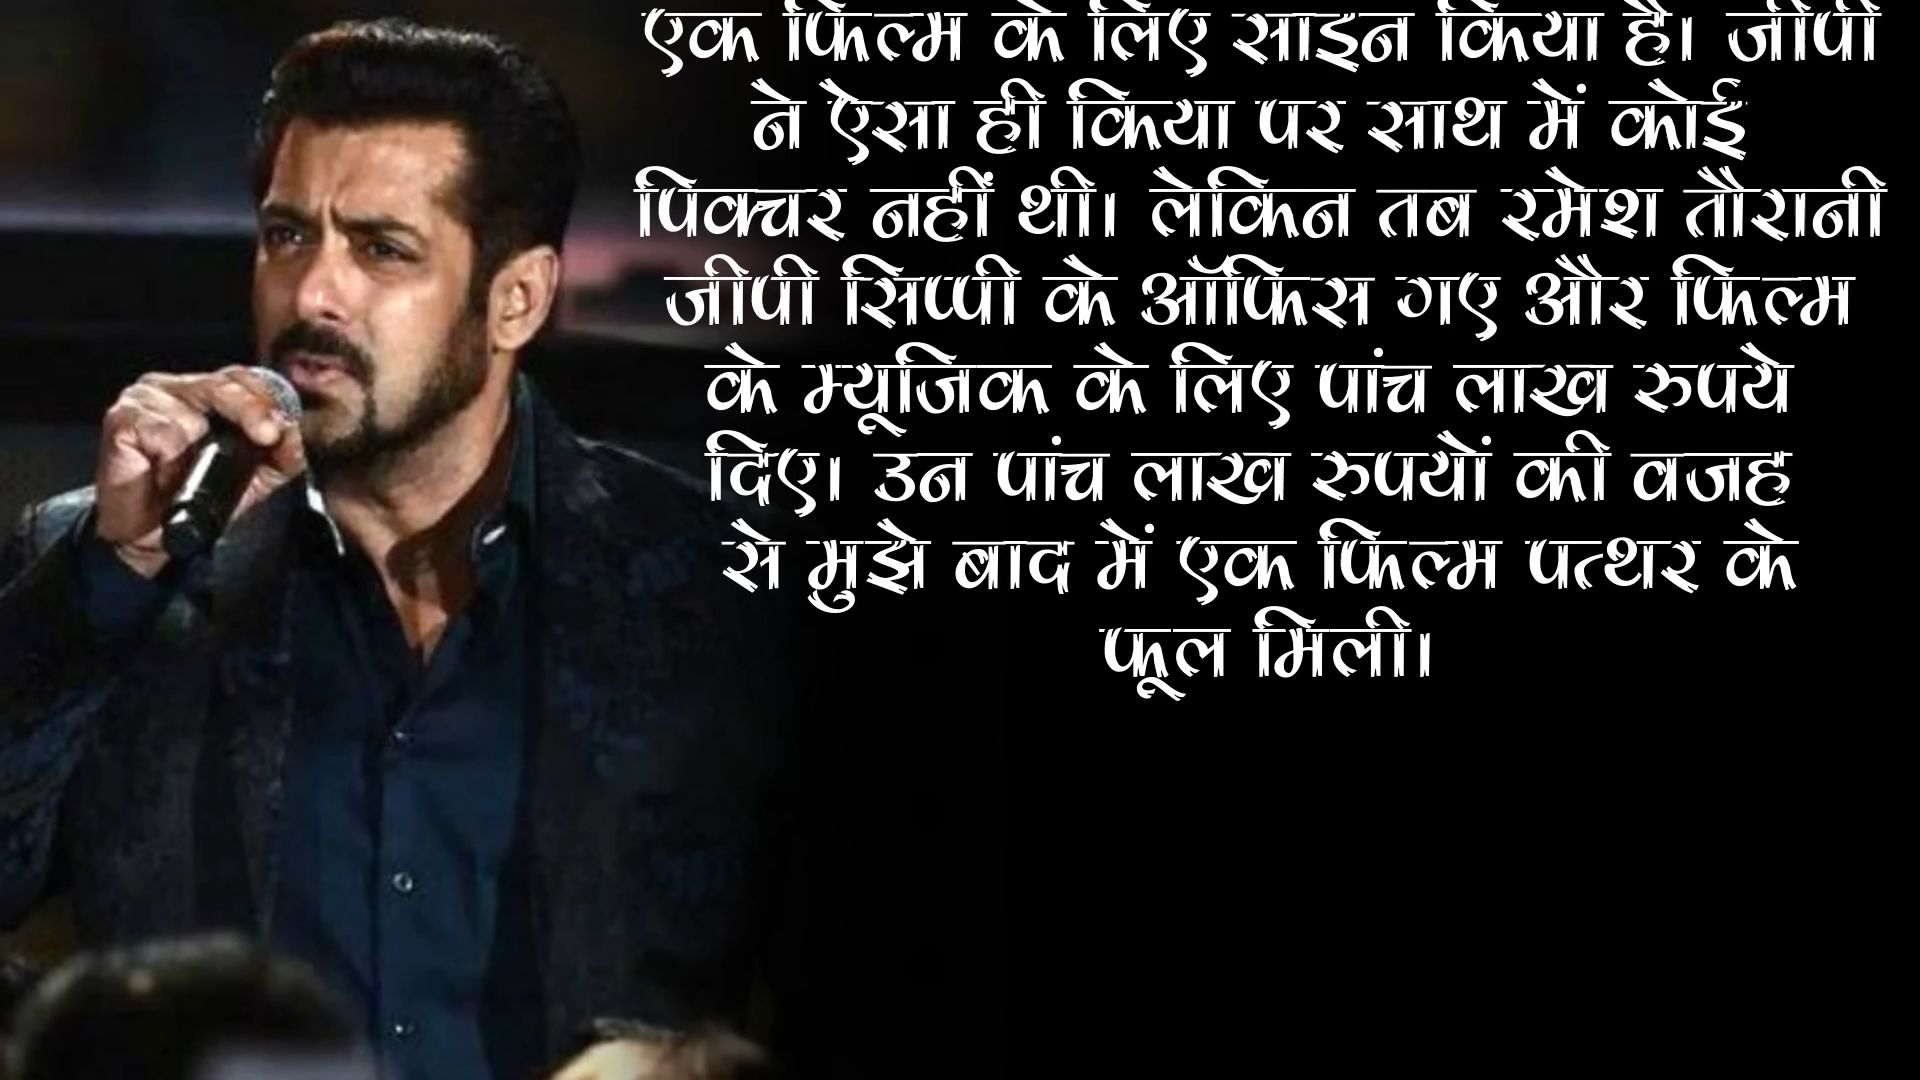 एक फिल्म के लिए साइन किया है। जीपी
ने ऐसा ही किया पर साथ में कोई
पिक्चर नहीं थी। लेकिन तब रमेश तौरानी
जीपी सिप्पी के ऑफिस गए और फिल्म
के म्यूजिक के लिए पांच लाख रुपये
दिए। उन पांच लाख रुपयों की वजह
से मुझे बाद में एक फिल्म पत्थर के
फूल मिली।